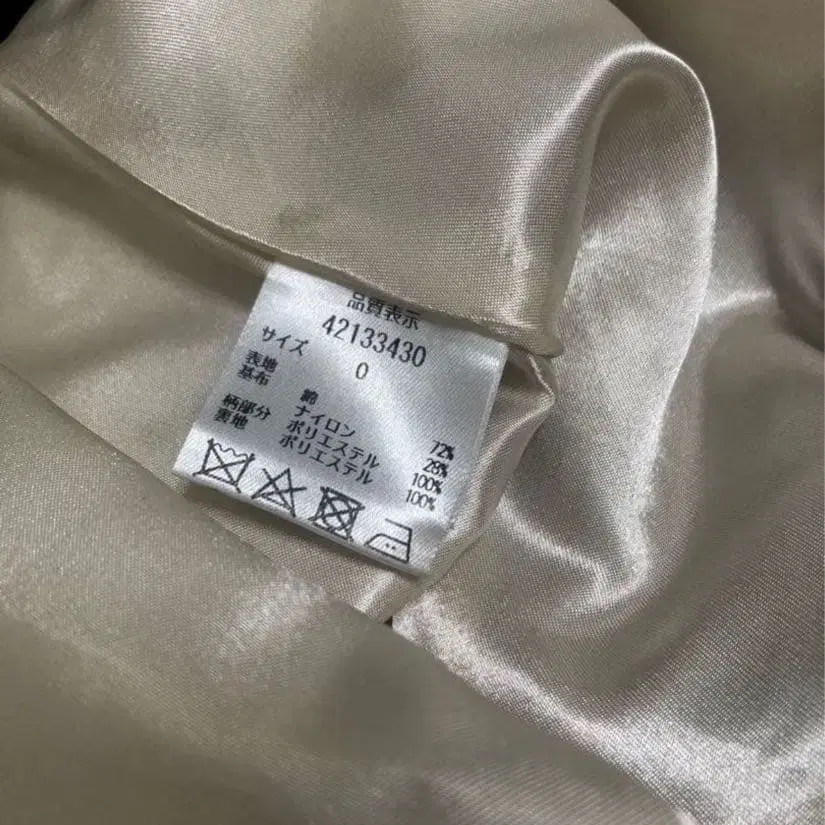 品質表示
42133430
サイズ 0
表地
基布 綿 72%
ナイロン 28%
柄部分 ポリエステル 100%
裏地 ポリエステル 100%